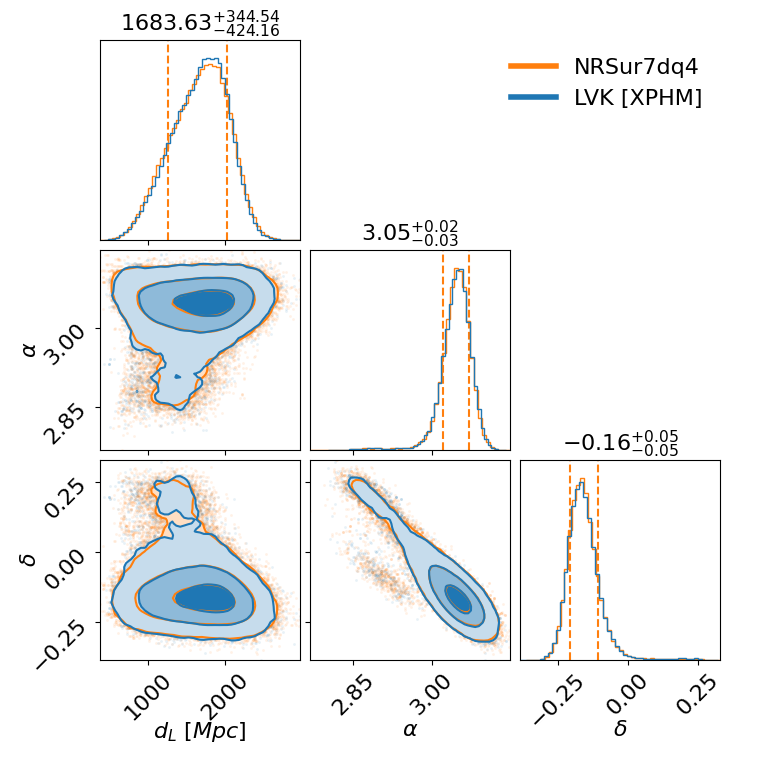 1683.63+344.54−424.16
NRSur7dq4
LVK [XPHM]
3.05+0.02−0.03
α
3.00
2.85
−0.16+0.05−0.05
δ
0.25
0.00
−0.25
1000 2000
2.85 3.00
−0.25 0.00 0.25
d_L [Mpc]
α
δ